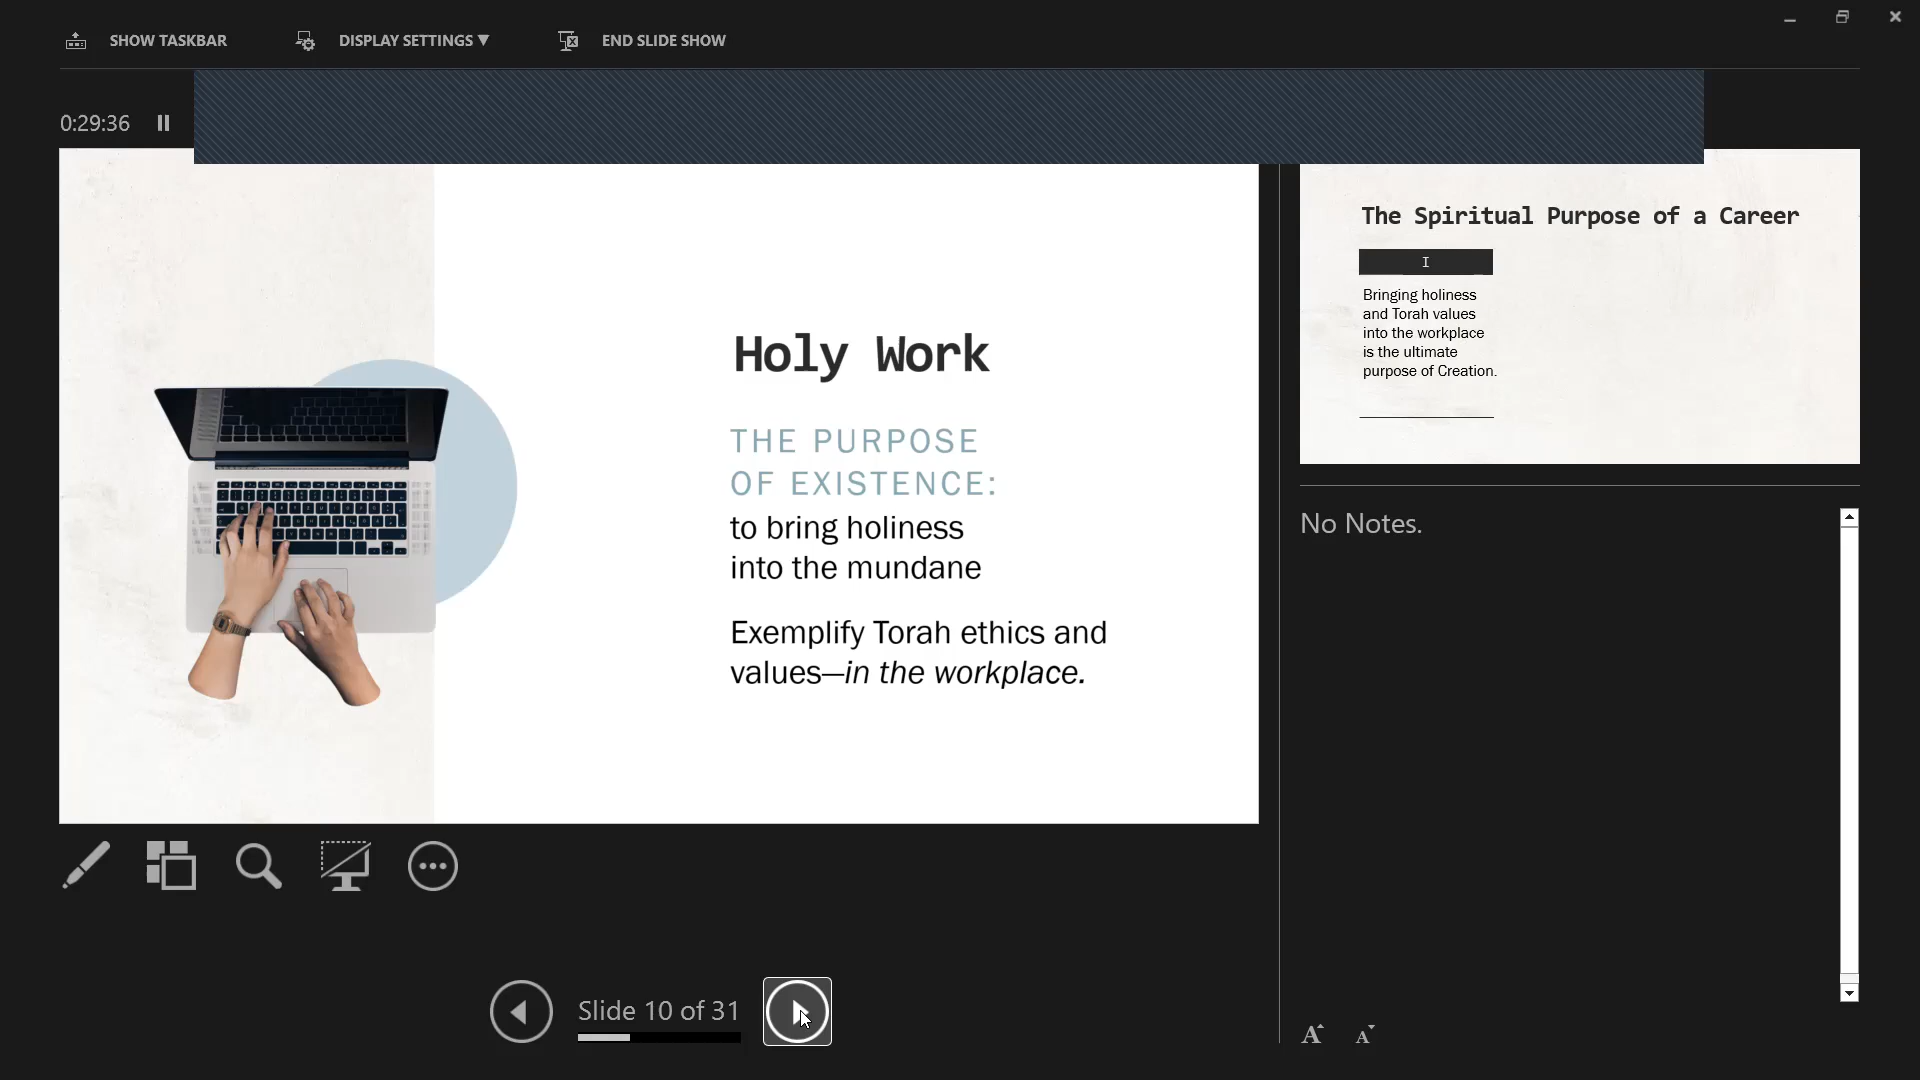 SHOW TASKBAR
DISPLAY SETTINGS ▼
END SLIDE SHOW
0:29:36
Holy Work
THE PURPOSE
OF EXISTENCE:
to bring holiness
into the mundane
Exemplify Torah ethics and
values—in the workplace.
The Spiritual Purpose of a Career
I
Bringing holiness
and Torah values
into the workplace
is the ultimate
purpose of Creation.
No Notes.
Slide 10 of 31
A A